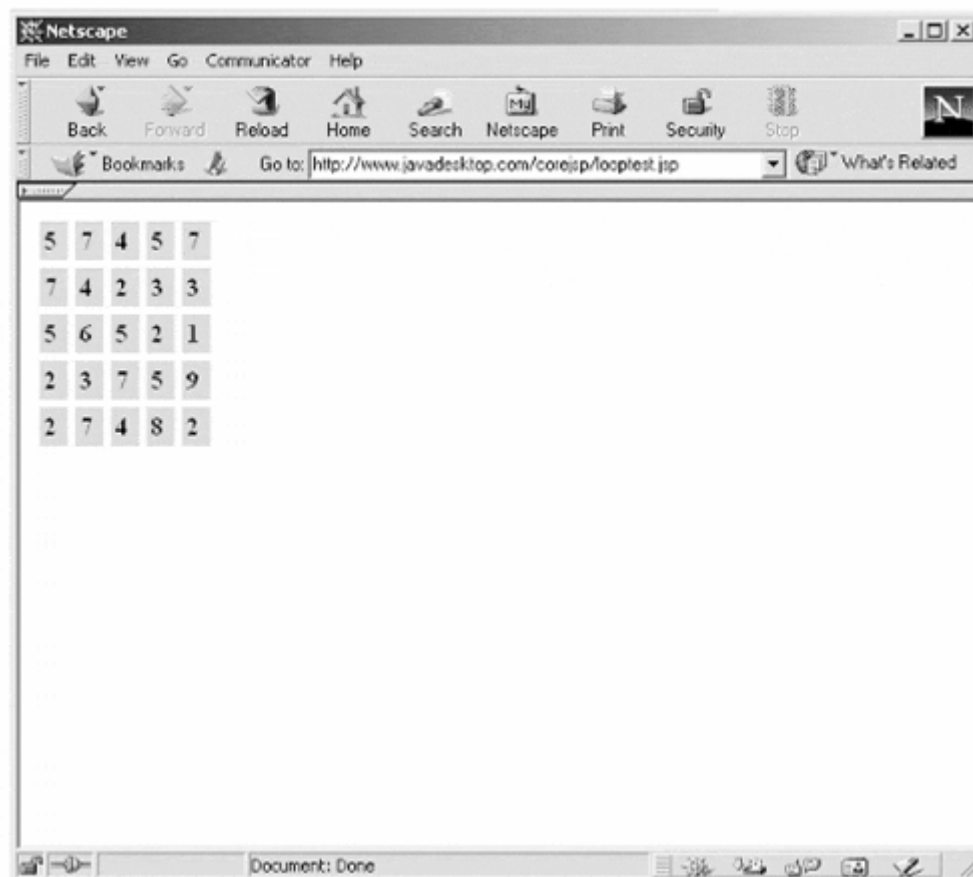 Netscape
File Edit View Go Communicator Help
Back Forward Reload Home Search Netscape Print Security Stop
My
N
Bookmarks Go to: http://www.javadesktop.com/corejsp/looptest.jsp What's Related
5 7 4 5 7
7 4 2 3 3
5 6 5 2 1
2 3 7 5 9
2 7 4 8 2
Document: Done